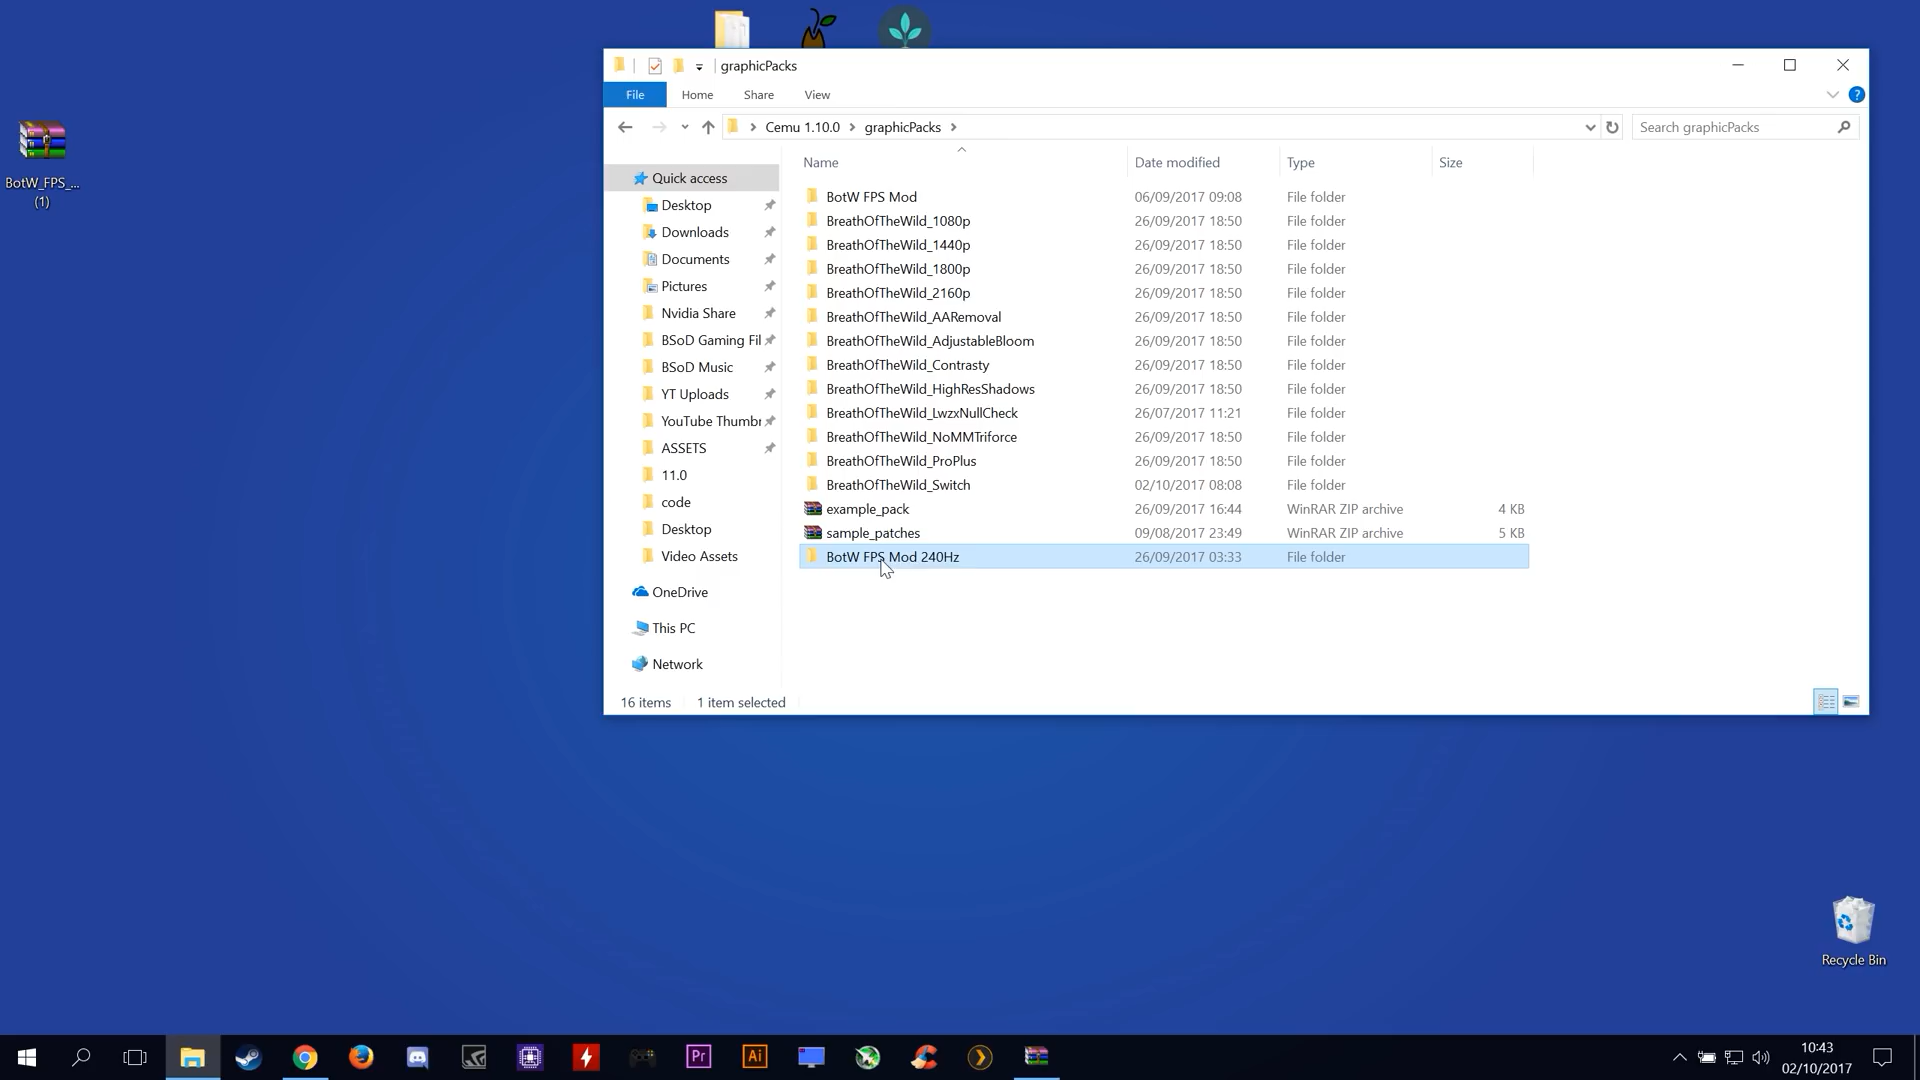 graphicPacks
File Home Share View
Cemu 1.10.0 graphicPacks
Search graphicPacks
BotW_FPS_...
(1)
Name Date modified Type Size
Quick access
Desktop
Downloads
Documents
Pictures
Nvidia Share
BSoD Gaming Fil
BSoD Music
YT Uploads
YouTube Thumbr
ASSETS
11.0
code
Desktop
Video Assets
OneDrive
This PC
Network
BotW FPS Mod 06/09/2017 09:08 File folder
BreathOfTheWild_1080p 26/09/2017 18:50 File folder
BreathOfTheWild_1440p 26/09/2017 18:50 File folder
BreathOfTheWild_1800p 26/09/2017 18:50 File folder
BreathOfTheWild_2160p 26/09/2017 18:50 File folder
BreathOfTheWild_AARemoval 26/09/2017 18:50 File folder
BreathOfTheWild_AdjustableBloom 26/09/2017 18:50 File folder
BreathOfTheWild_Contrasty 26/09/2017 18:50 File folder
BreathOfTheWild_HighResShadows 26/09/2017 18:50 File folder
BreathOfTheWild_LwzxNullCheck 26/07/2017 11:21 File folder
BreathOfTheWild_NoMMTriforce 26/09/2017 18:50 File folder
BreathOfTheWild_ProPlus 26/09/2017 18:50 File folder
BreathOfTheWild_Switch 02/10/2017 08:08 File folder
example_pack 26/09/2017 16:44 WinRAR ZIP archive 4 KB
sample_patches 09/08/2017 23:49 WinRAR ZIP archive 5 KB
BotW FPS Mod 240Hz 26/09/2017 03:33 File folder
16 items 1 item selected
Recycle Bin
Pr Ai
10:43
02/10/2017